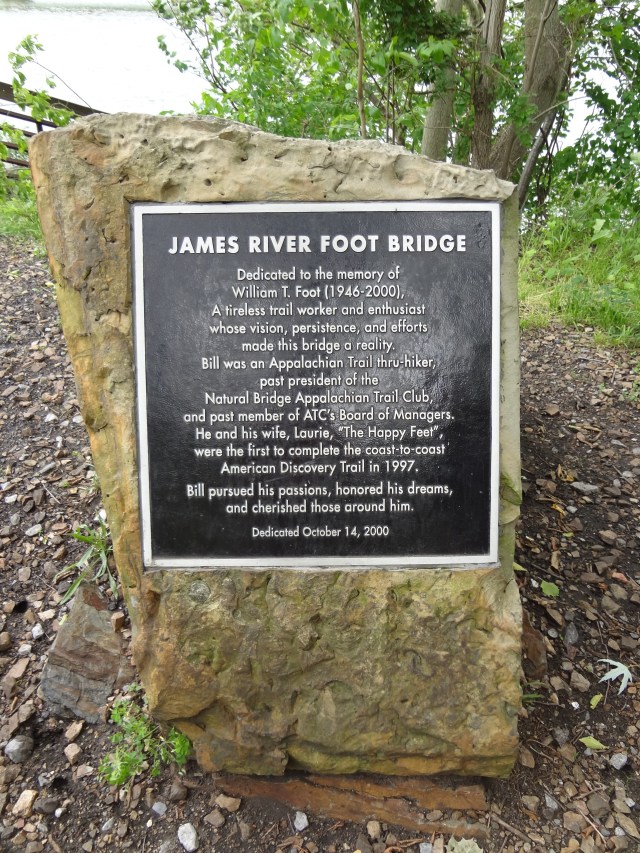 JAMES RIVER FOOT BRIDGE
Dedicated to the memory of
William T. Foot (1946-2000),
A tireless trail worker and enthusiast
whose vision, persistence, and efforts
made this bridge a reality.
Bill was an Appalachian Trail thru-hiker,
past president of the
Natural Bridge Appalachian Trail Club,
and past member of ATC's Board of Managers.
He and his wife, Laurie, "The Happy Feet",
were the first to complete the coast-to-coast
American Discovery Trail in 1997.
Bill pursued his passions, honored his dreams,
and cherished those around him.
Dedicated October 14, 2000